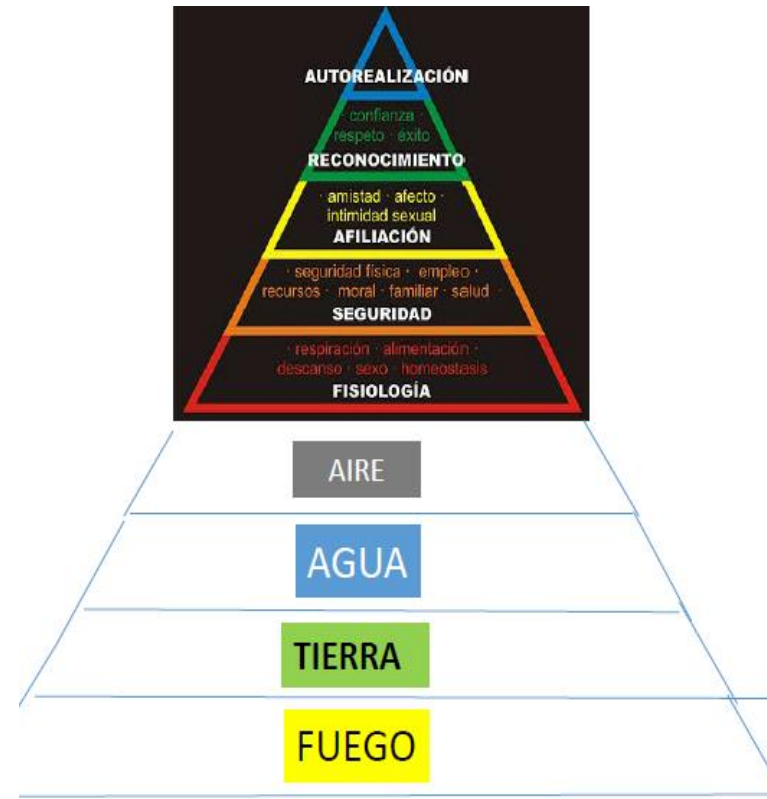 AUTOREALIZACIÓN
· confianza ·
respeto · éxito
RECONOCIMIENTO
· amistad · afecto ·
intimidad sexual
AFILIACIÓN
· seguridad física · empleo ·
recursos · moral · familiar · salud ·
SEGURIDAD
· respiración · alimentación ·
descanso · sexo · homeostasis
FISIOLOGÍA
AIRE
AGUA
TIERRA
FUEGO